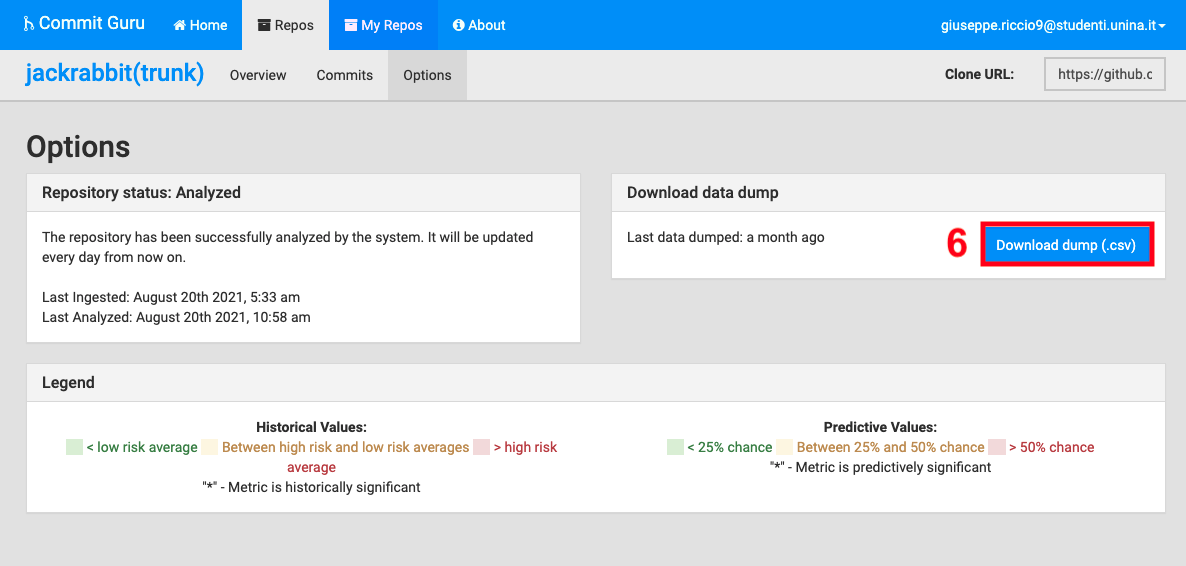 Commit Guru Home Repos My Repos About giuseppe.riccio9@studenti.unina.it
jackrabbit(trunk) Overview Commits Options Clone URL: https://github.c
Options
Repository status: Analyzed
The repository has been successfully analyzed by the system. It will be updated
every day from now on.
Last Ingested: August 20th 2021, 5:33 am
Last Analyzed: August 20th 2021, 10:58 am
Download data dump
Last data dumped: a month ago
6 Download dump (.csv)
Legend
Historical Values:
< low risk average Between high risk and low risk averages > high risk
average
"*" - Metric is historically significant
Predictive Values:
< 25% chance Between 25% and 50% chance > 50% chance
"*" - Metric is predictively significant